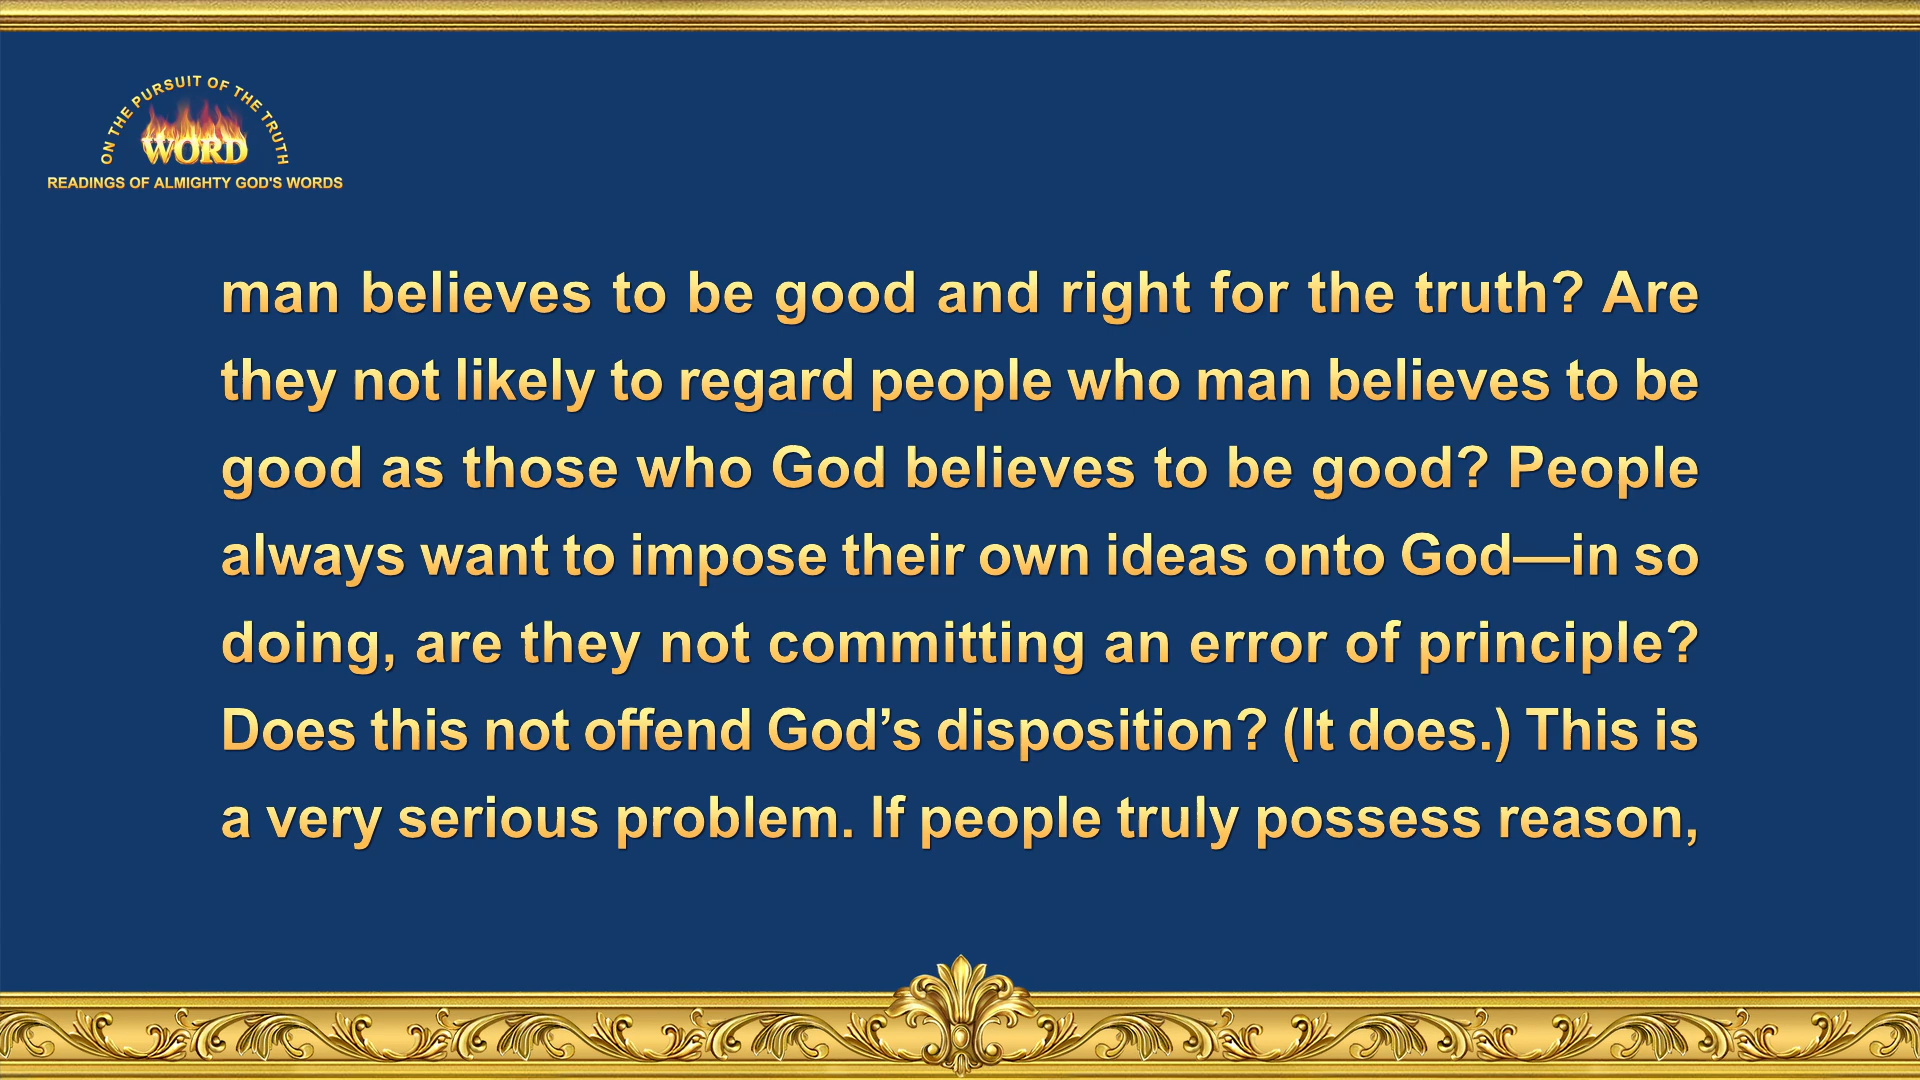 ON THE PURSUIT OF THE TRUTH
WORD
READINGS OF ALMIGHTY GOD'S WORDS
man believes to be good and right for the truth? Are
they not likely to regard people who man believes to be
good as those who God believes to be good? People
always want to impose their own ideas onto God—in so
doing, are they not committing an error of principle?
Does this not offend God’s disposition? (It does.) This is
a very serious problem. If people truly possess reason,